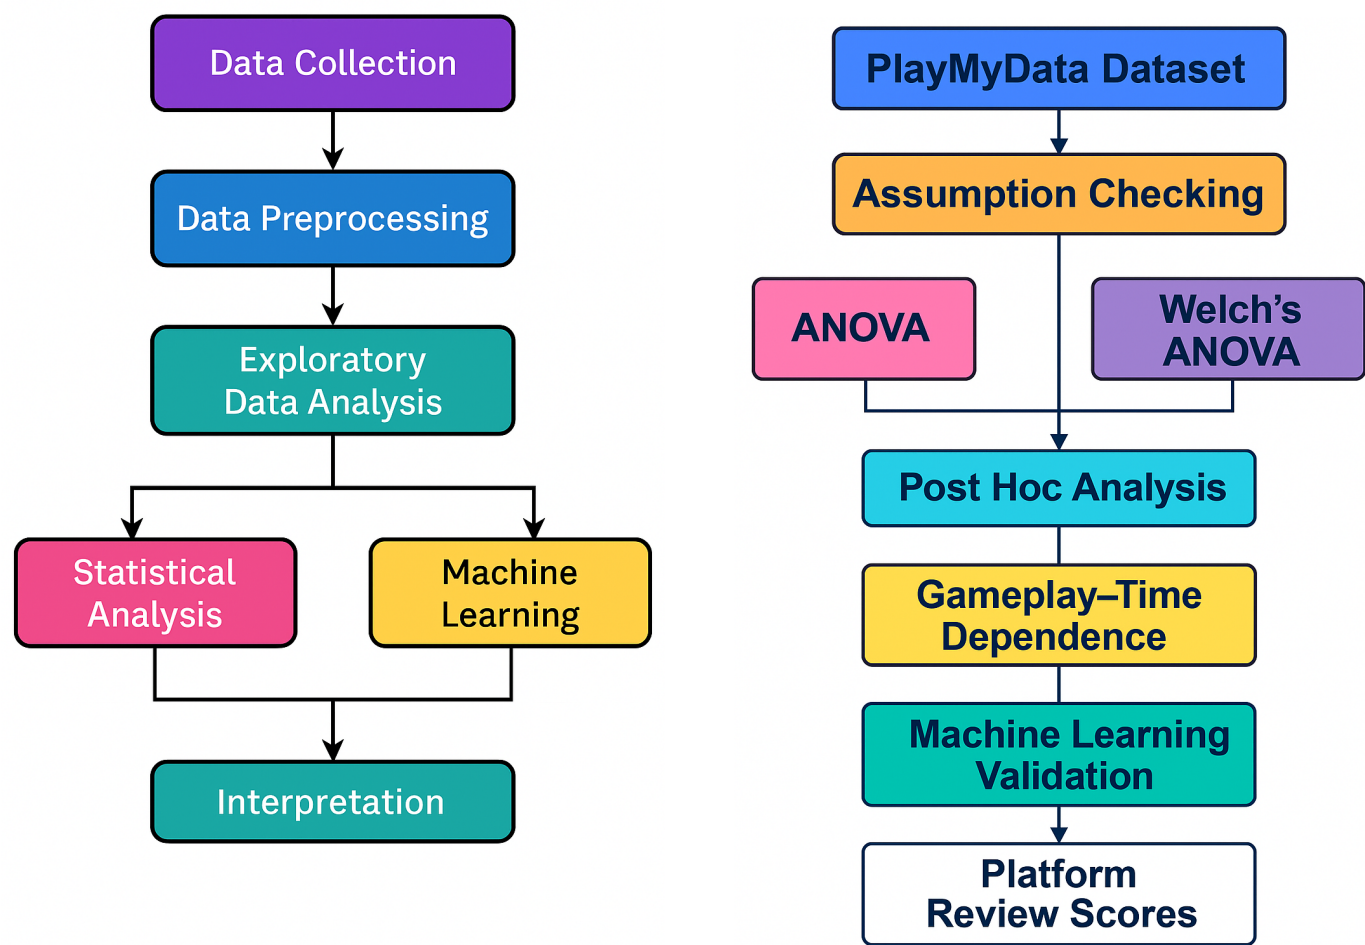 Data Collection
Data Preprocessing
Exploratory
Data Analysis
Statistical
Analysis
Machine
Learning
Interpretation
PlayMyData Dataset
Assumption Checking
ANOVA
Welch’s
ANOVA
Post Hoc Analysis
Gameplay–Time
Dependence
Machine Learning
Validation
Platform
Review Scores